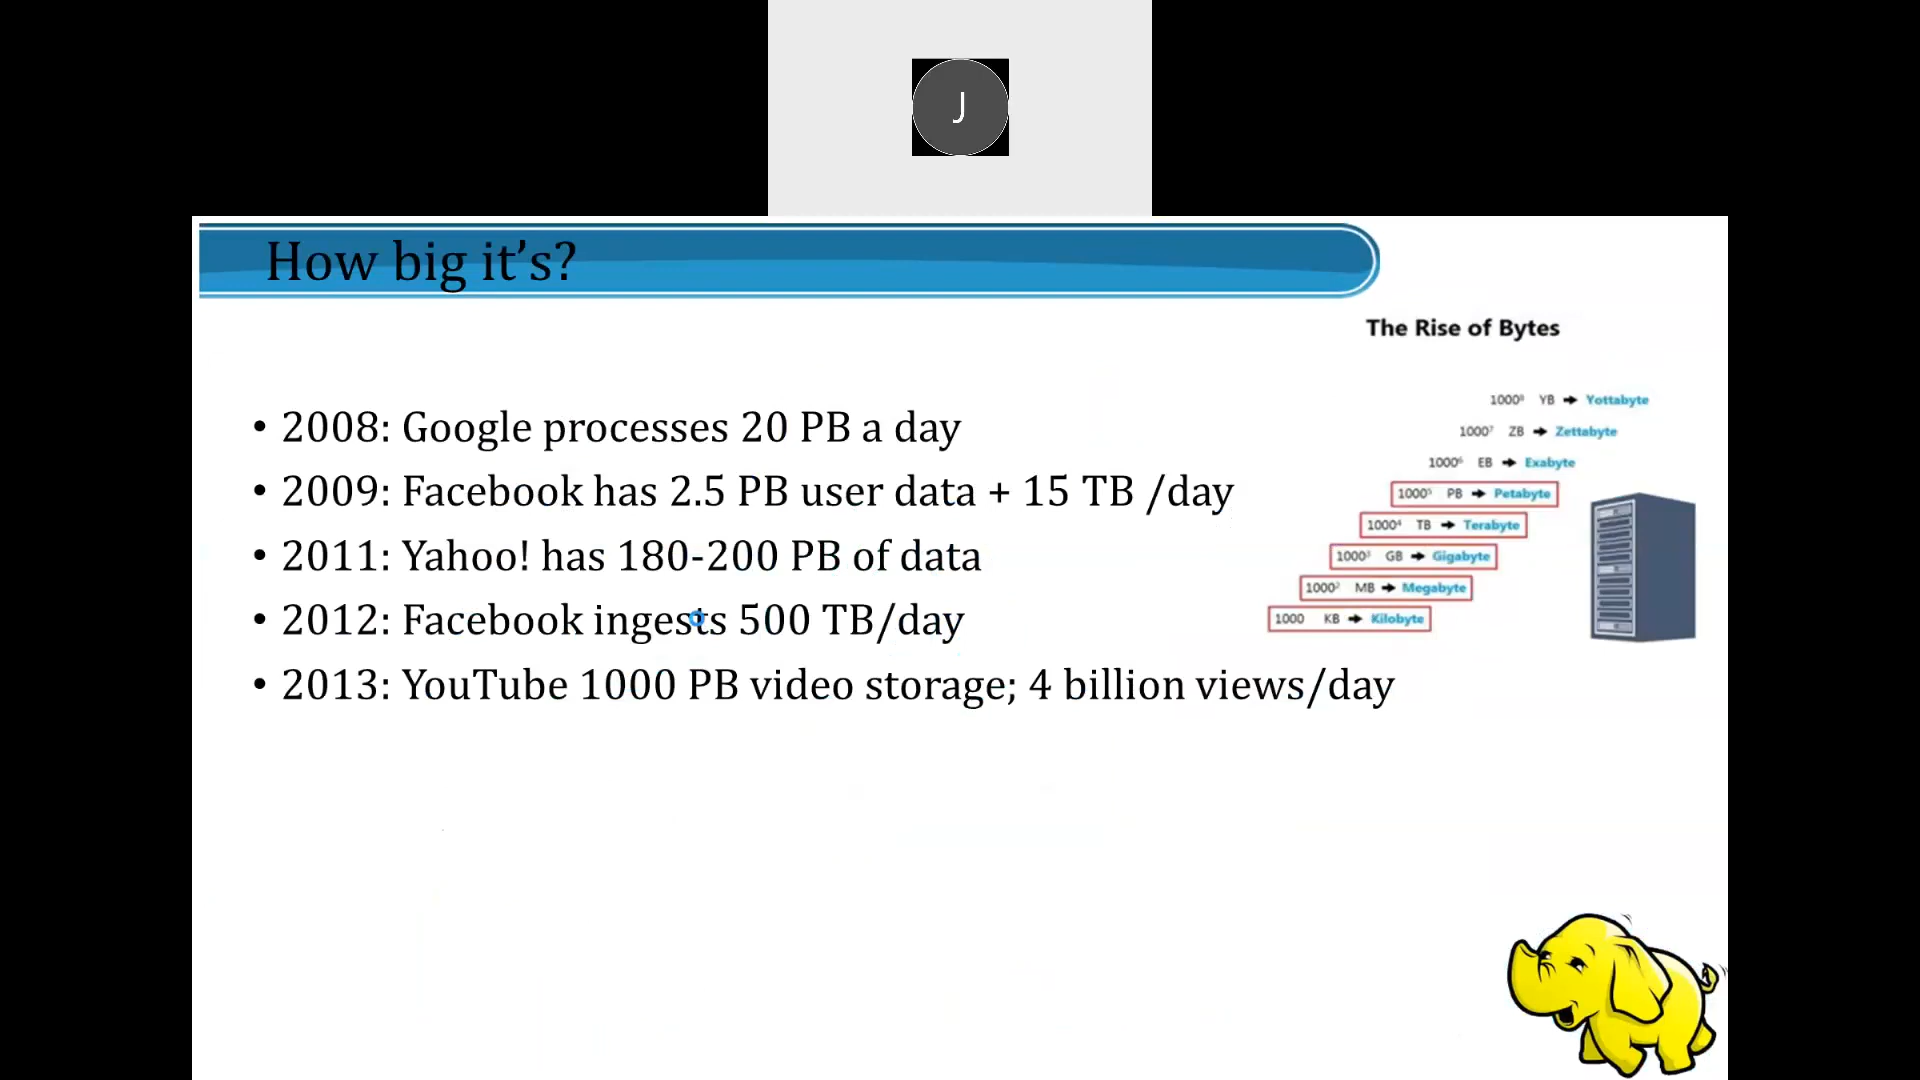 J
How big it’s?
The Rise of Bytes
• 2008: Google processes 20 PB a day
• 2009: Facebook has 2.5 PB user data + 15 TB /day
• 2011: Yahoo! has 180-200 PB of data
• 2012: Facebook ingests 500 TB/day
• 2013: YouTube 1000 PB video storage; 4 billion views/day
1000⁸ YB ➔ Yottabyte
1000⁷ ZB ➔ Zettabyte
1000⁶ EB ➔ Exabyte
1000⁵ PB ➔ Petabyte
1000⁴ TB ➔ Terabyte
1000³ GB ➔ Gigabyte
1000² MB ➔ Megabyte
1000 KB ➔ Kilobyte